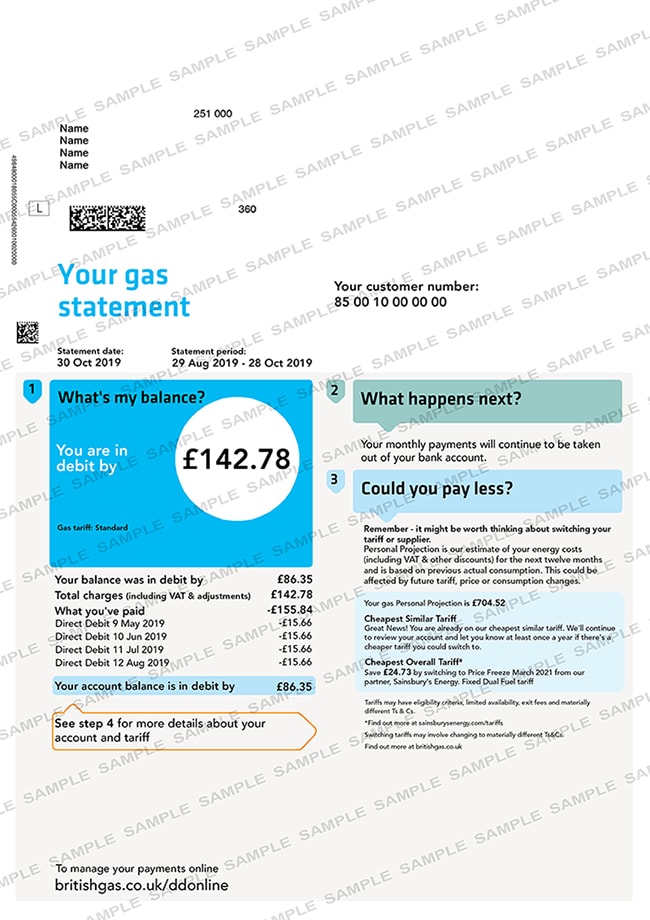 251 000
Name
Name
Name
Name
L
360
Your gas
statement
Your customer number:
85 00 10 00 00 00
Statement date:
30 Oct 2019
Statement period:
29 Aug 2019 - 28 Oct 2019
1
What's my balance?
You are in
debit by
£142.78
Gas tariff: Standard
Your balance was in debit by £86.35
Total charges (including VAT & adjustments) £142.78
What you've paid -£155.84
Direct Debit 9 May 2019 -£15.66
Direct Debit 10 Jun 2019 -£15.66
Direct Debit 11 Jul 2019 -£15.66
Direct Debit 12 Aug 2019 -£15.66
Your account balance is in debit by £86.35
See step 4 for more details about your
account and tariff
2
What happens next?
Your monthly payments will continue to be taken
out of your bank account.
3
Could you pay less?
Remember - it might be worth thinking about switching your
tariff or supplier.
Personal Projection is our estimate of your energy costs
(including VAT & other discounts) for the next twelve months
and is based on previous actual consumption. This could be
affected by future tariff, price or consumption changes.
Your gas Personal Projection is £704.52
Cheapest Similar Tariff
Great News! You are already on our cheapest similar tariff. We'll continue
to review your account and let you know at least once a year if there's a
cheaper tariff you could switch to.
Cheapest Overall Tariff*
Save £24.73 by switching to Price Freeze March 2021 from our
partner, Sainsbury's Energy. Fixed Dual Fuel tariff
Tariffs may have eligibility criteria, limited availability, exit fees and materially
different Ts & Cs.
*Find out more at sainsburysenergy.com/tariffs
Switching tariffs may involve changing to materially different Ts&Cs.
Find out more at britishgas.co.uk
To manage your payments online
britishgas.co.uk/ddonline
SAMPLE